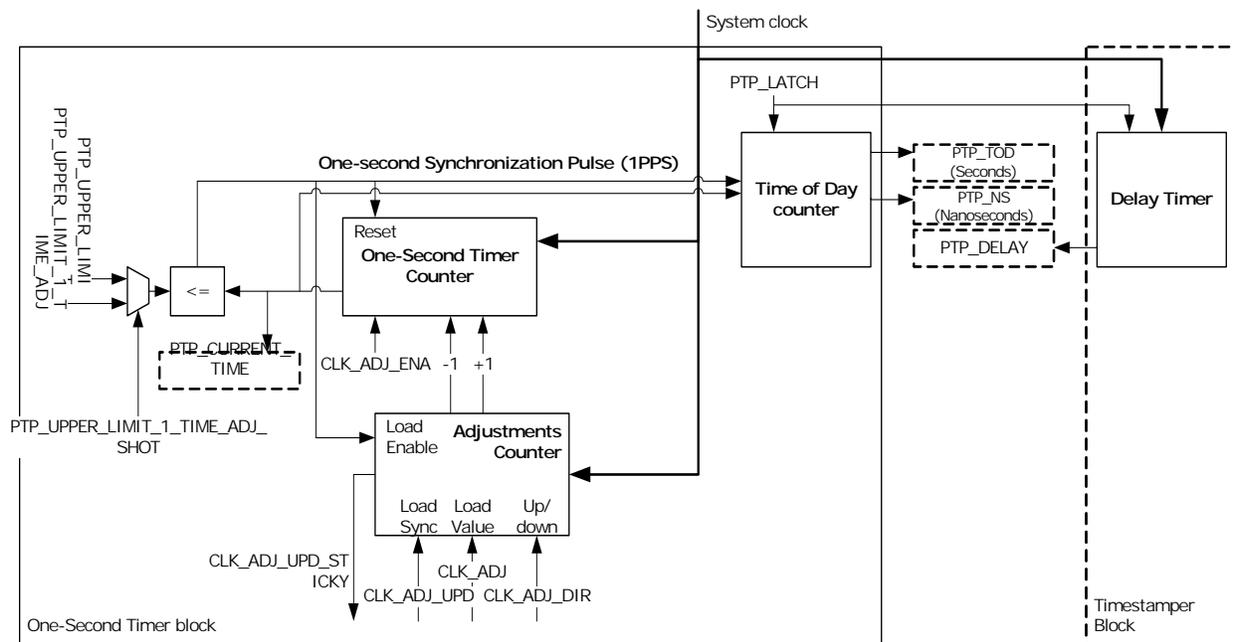 System clock
PTP_LATCH
PTP_UPPER_LIMI
T
PTP_UPPER_LIMIT_1_T
IME_ADJ
One-second Synchronization Pulse (1PPS)
Time of Day
counter
PTP_TOD
(Seconds)
PTP_NS
(Nanoseconds)
PTP_DELAY
Delay Timer
Reset
One-Second Timer
Counter
<=
PTP_CURRENT_
TIME
CLK_ADJ_ENA
-1
+1
PTP_UPPER_LIMIT_1_TIME_ADJ_
SHOT
Load
Enable
Adjustments
Counter
Load
Sync
Load
Value
Up/
down
CLK_ADJ_UPD_ST
ICKY
CLK_ADJ
CLK_ADJ_UPD
CLK_ADJ_DIR
One-Second Timer block
Timestamper
Block